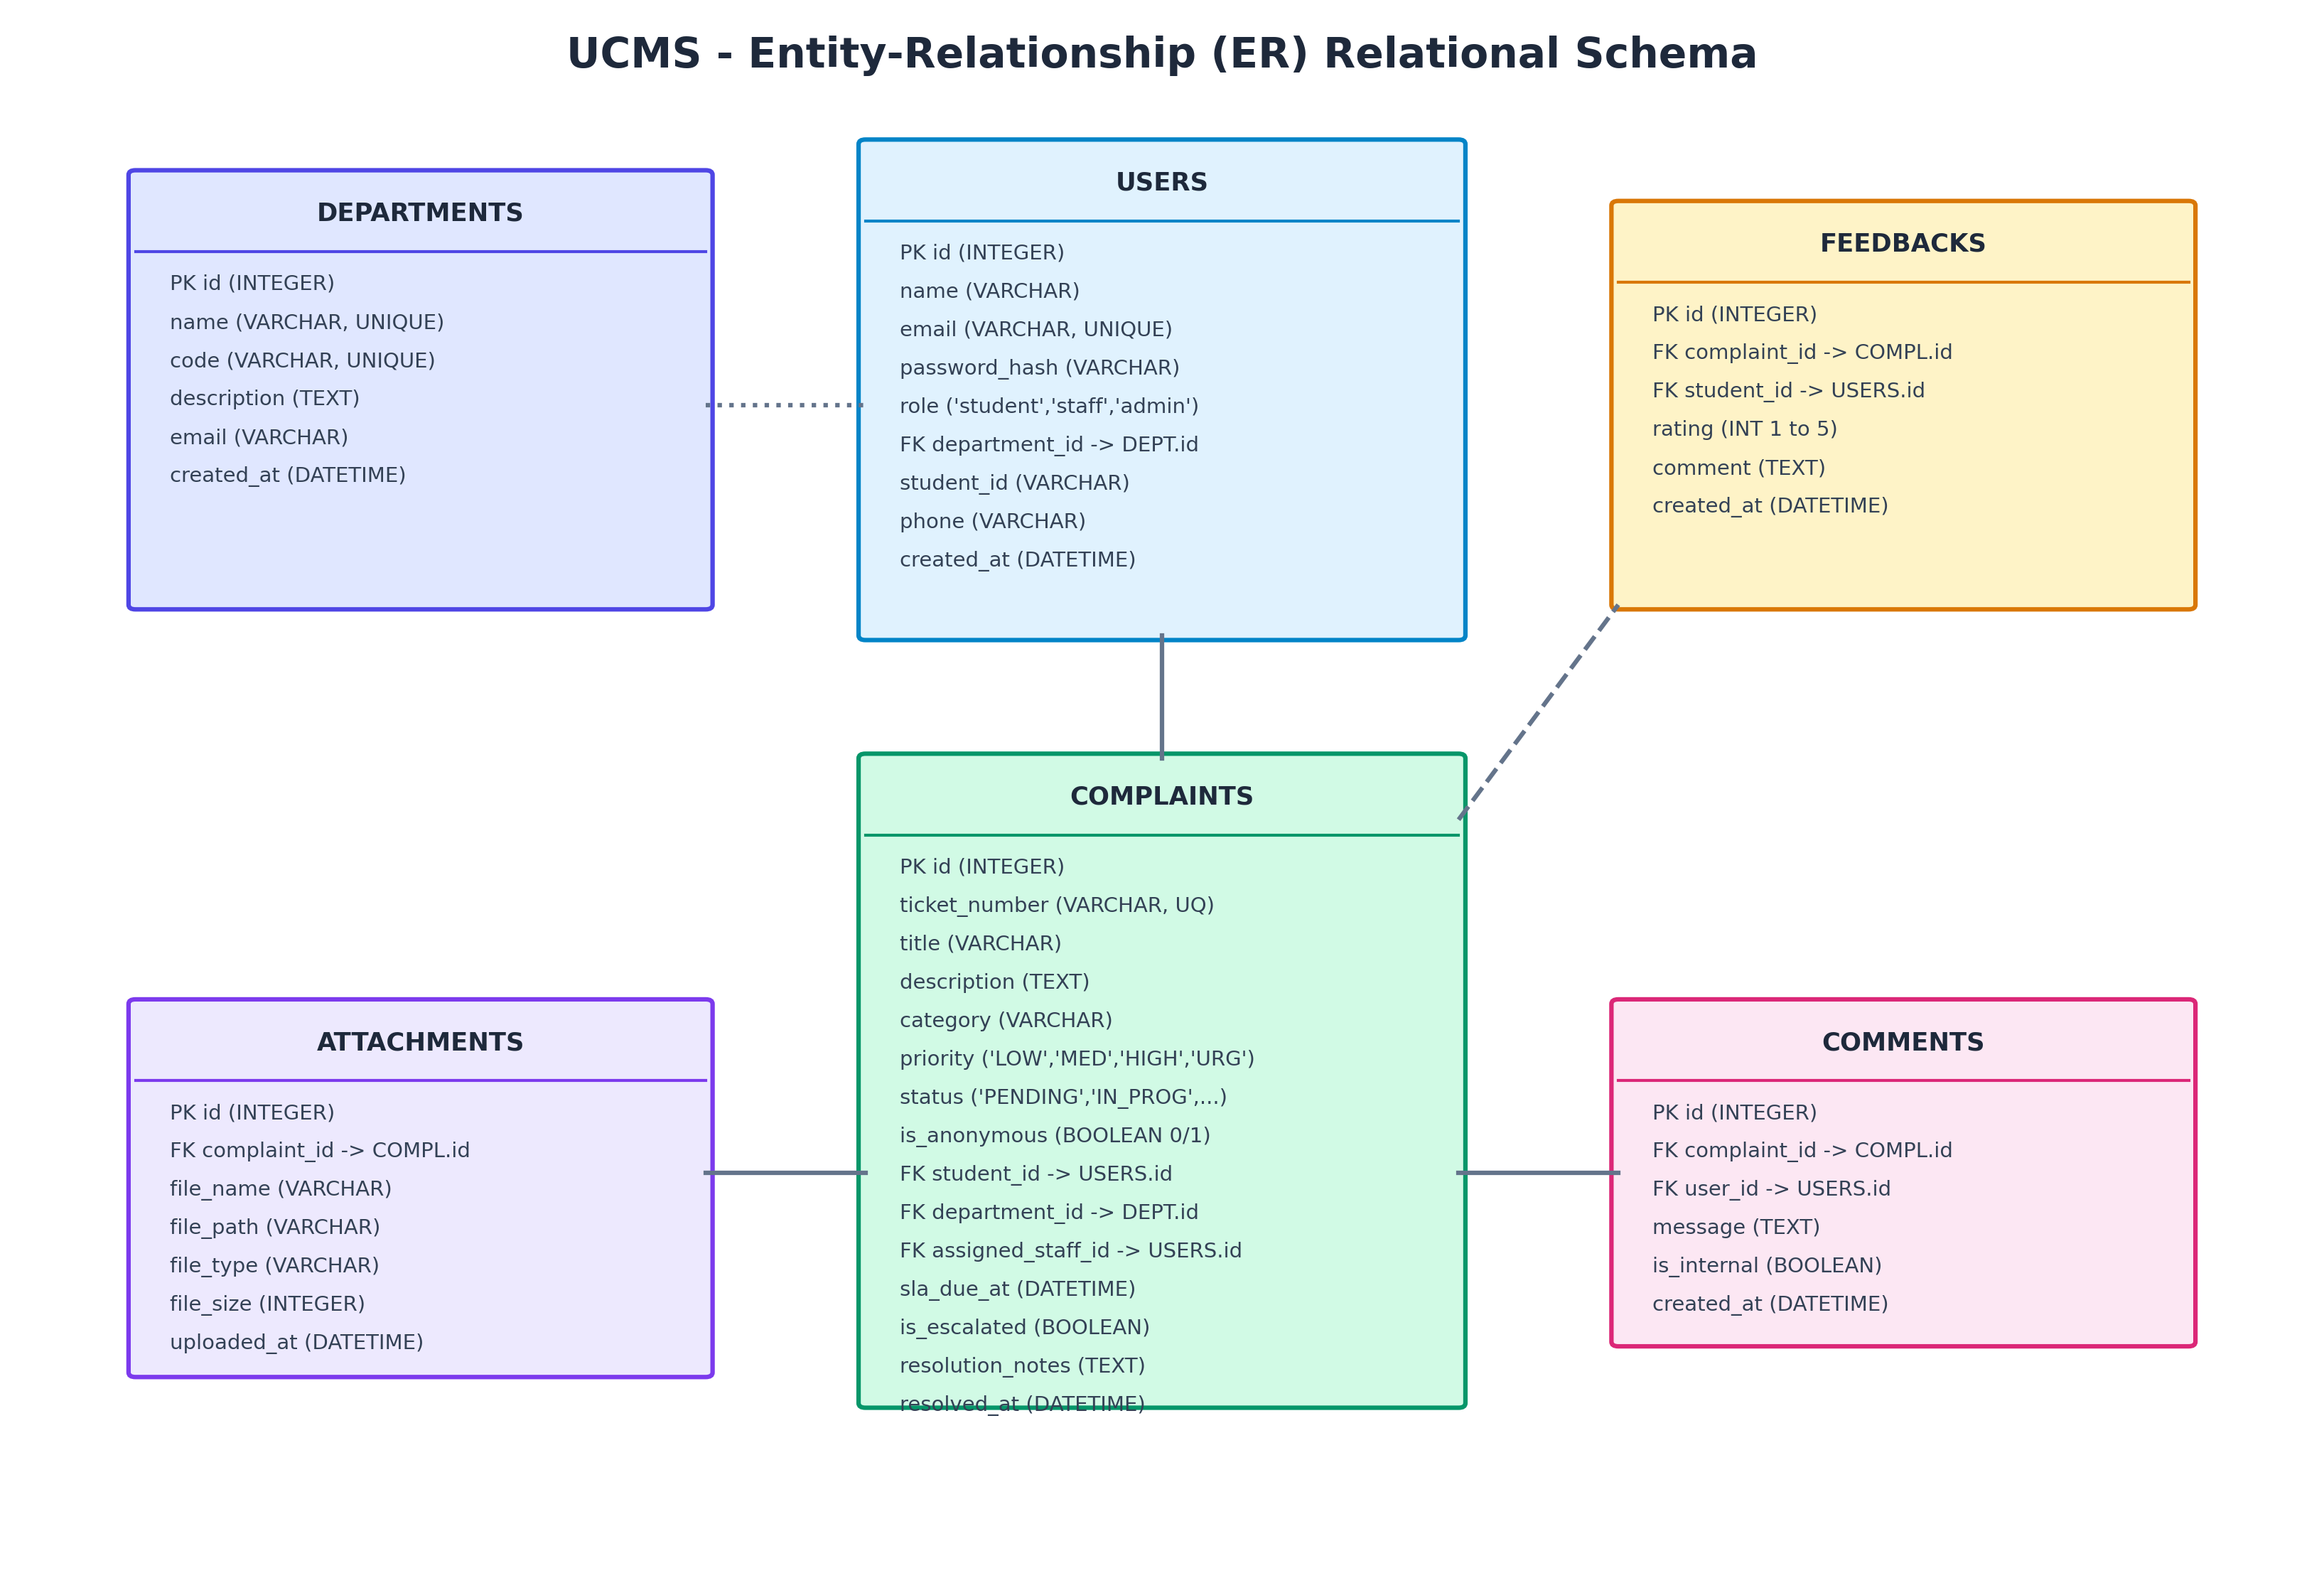 UCMS - Entity-Relationship (ER) Relational Schema
DEPARTMENTS
PK id (INTEGER)
name (VARCHAR, UNIQUE)
code (VARCHAR, UNIQUE)
description (TEXT)
email (VARCHAR)
created_at (DATETIME)
USERS
PK id (INTEGER)
name (VARCHAR)
email (VARCHAR, UNIQUE)
password_hash (VARCHAR)
role ('student','staff','admin')
FK department_id -> DEPT.id
student_id (VARCHAR)
phone (VARCHAR)
created_at (DATETIME)
FEEDBACKS
PK id (INTEGER)
FK complaint_id -> COMPL.id
FK student_id -> USERS.id
rating (INT 1 to 5)
comment (TEXT)
created_at (DATETIME)
ATTACHMENTS
PK id (INTEGER)
FK complaint_id -> COMPL.id
file_name (VARCHAR)
file_path (VARCHAR)
file_type (VARCHAR)
file_size (INTEGER)
uploaded_at (DATETIME)
COMPLAINTS
PK id (INTEGER)
ticket_number (VARCHAR, UQ)
title (VARCHAR)
description (TEXT)
category (VARCHAR)
priority ('LOW','MED','HIGH','URG')
status ('PENDING','IN_PROG',...)
is_anonymous (BOOLEAN 0/1)
FK student_id -> USERS.id
FK department_id -> DEPT.id
FK assigned_staff_id -> USERS.id
sla_due_at (DATETIME)
is_escalated (BOOLEAN)
resolution_notes (TEXT)
resolved_at (DATETIME)
COMMENTS
PK id (INTEGER)
FK complaint_id -> COMPL.id
FK user_id -> USERS.id
message (TEXT)
is_internal (BOOLEAN)
created_at (DATETIME)